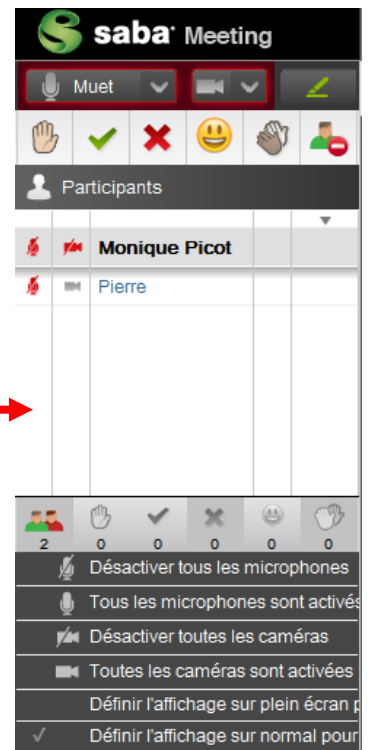 saba Meeting
Muet
Participants
Monique Picot
Pierre
2 0 0 0 0 0
Désactiver tous les microphones
Tous les microphones sont activés
Désactiver toutes les caméras
Toutes les caméras sont activées
Définir l'affichage sur plein écran p
Définir l'affichage sur normal pour